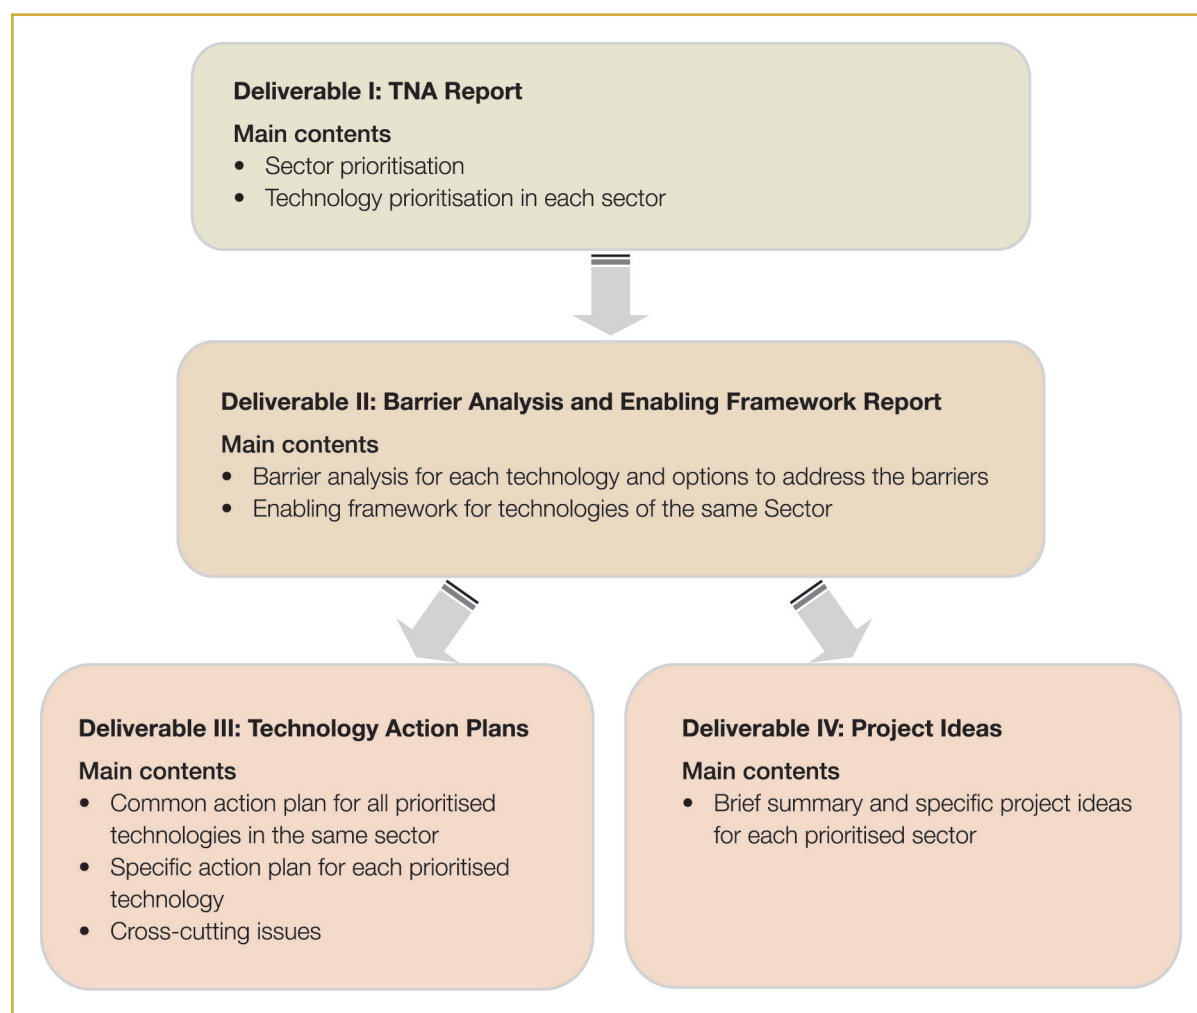 Deliverable I: TNA Report
Main contents
• Sector prioritisation
• Technology prioritisation in each sector
Deliverable II: Barrier Analysis and Enabling Framework Report
Main contents
• Barrier analysis for each technology and options to address the barriers
• Enabling framework for technologies of the same Sector
Deliverable III: Technology Action Plans
Main contents
• Common action plan for all prioritised
technologies in the same sector
• Specific action plan for each prioritised
technology
• Cross-cutting issues
Deliverable IV: Project Ideas
Main contents
• Brief summary and specific project ideas
for each prioritised sector